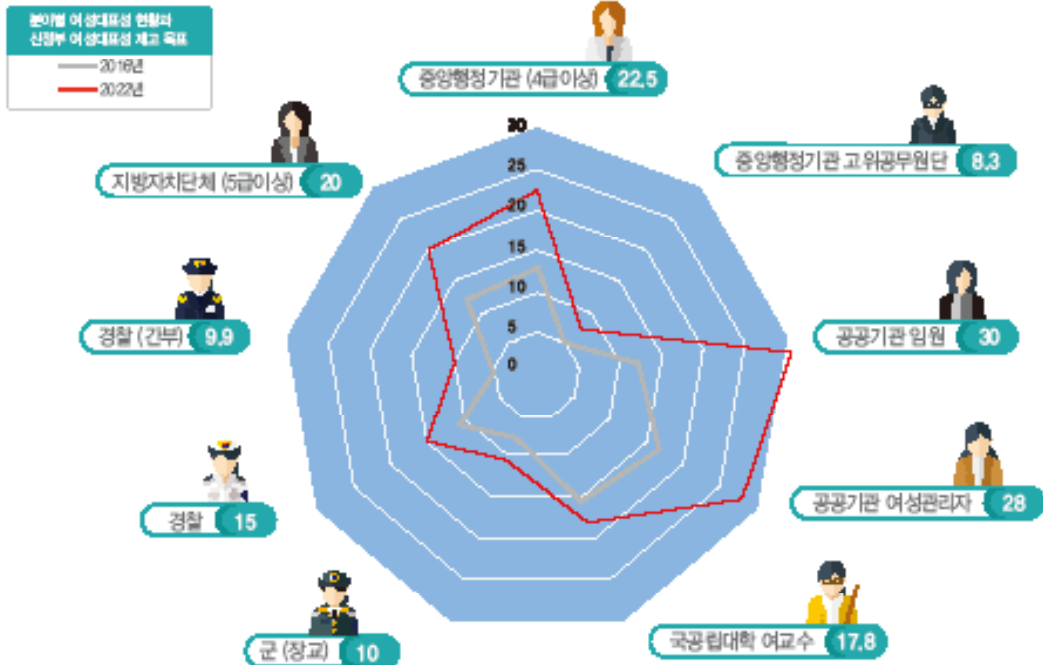 분야별 여성대표성 현황과
신정부 여성대표성 제고 목표
2016년
2022년
중앙행정기관 (4급이상) 22.5
중앙행정기관 고위공무원단 8.3
지방자치단체 (5급이상) 20
경찰 (간부) 9.9
공공기관 임원 30
경찰 15
공공기관 여성관리자 28
군 (장교) 10
국공립대학 여교수 17.8
30
25
20
15
10
5
0